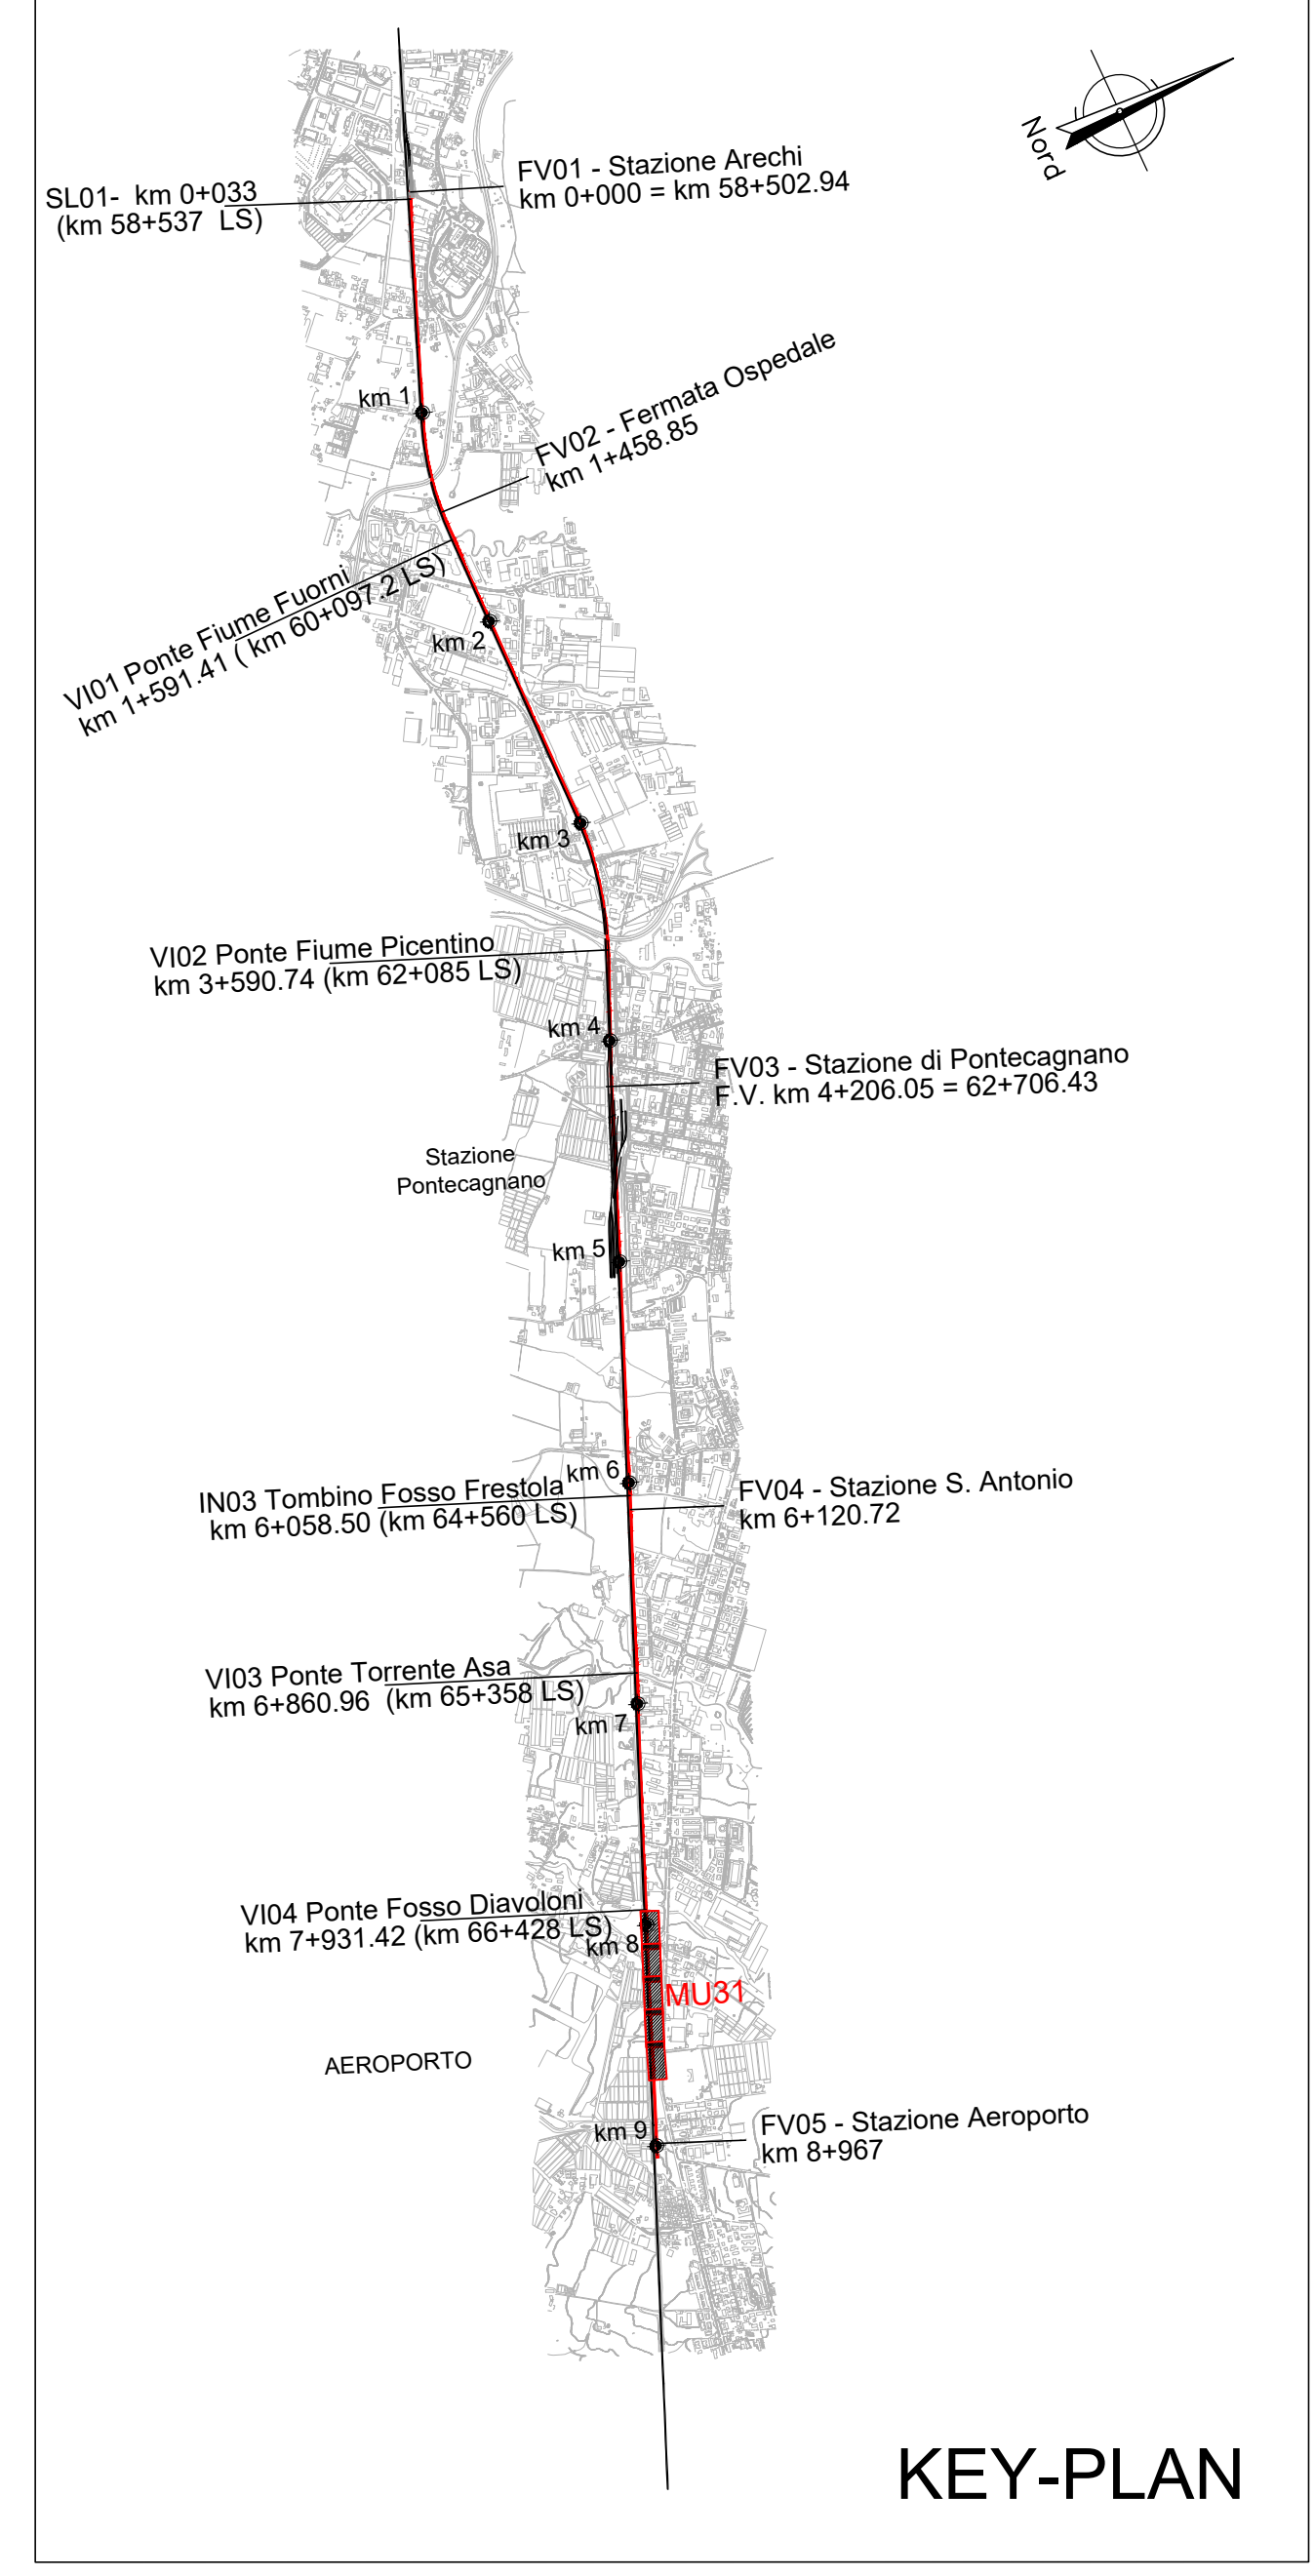 Nord
FV01 - Stazione Arechi
km 0+000 = km 58+502.94
SL01-  km 0+033
(km 58+537  LS)
km 1
FV02 - Fermata Ospedale
km 1+458.85
VI01 Ponte Fiume Fuorni
km 1+591.41 ( km 60+097.2 LS)
km 2
km 3
VI02 Ponte Fiume Picentino
km 3+590.74 (km 62+085 LS)
km 4
FV03 - Stazione di Pontecagnano
F.V. km 4+206.05 = 62+706.43
Stazione
Pontecagnano
km 5
km 6
IN03 Tombino Fosso Frestola
km 6+058.50 (km 64+560 LS)
FV04 - Stazione S. Antonio
km 6+120.72
VI03 Ponte Torrente Asa
km 6+860.96  (km 65+358 LS)
km 7
VI04 Ponte Fosso Diavoloni
km 7+931.42 (km 66+428 LS)
km 8
MU31
AEROPORTO
km 9
FV05 - Stazione Aeroporto
km 8+967
KEY-PLAN